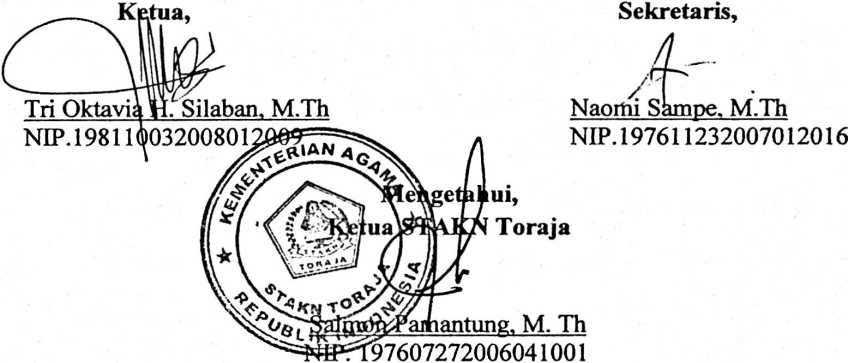 Ketua,
Sekretaris,
Tri Oktavia H. Silaban, M.Th
NIP.198110032008012009
Naomi Sampe, M.Th
NIP.197611232007012016
KEMENTERIAN AGAMA
REPUBLIK INDONESIA
STAKN TORAJA
TORAJA
Mengetahui,
Ketua STAKN Toraja
Salmon Pamantung, M. Th
NIP. 197607272006041001